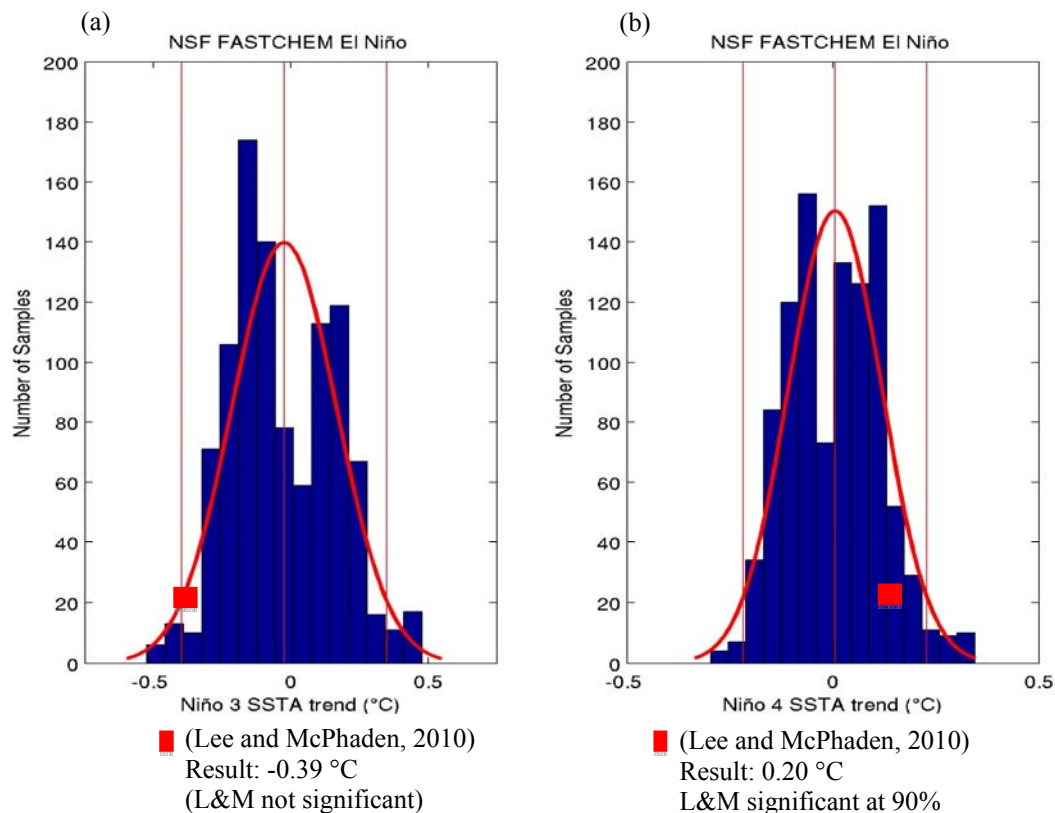 (a)
NSF FASTCHEM El Niño
200
180
160
140
120
100
80
60
40
20
0
Number of Samples
-0.5
0
0.5
Niño 3 SSTA trend (°C)
(Lee and McPhaden, 2010)
Result: -0.39 °C
(L&M not significant)
(b)
NSF FASTCHEM El Niño
200
180
160
140
120
100
80
60
40
20
0
Number of Samples
-0.5
0
0.5
Niño 4 SSTA trend (°C)
(Lee and McPhaden, 2010)
Result: 0.20 °C
L&M significant at 90%